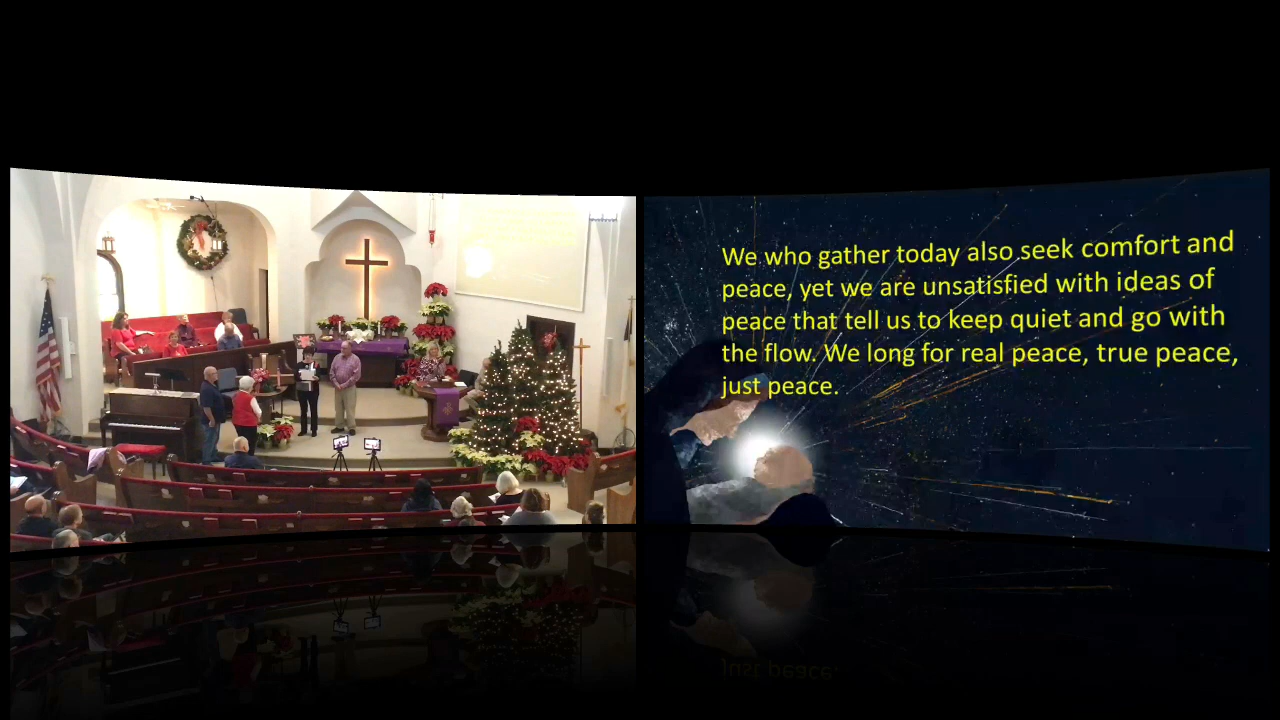 We who gather today also seek comfort and
peace, yet we are unsatisfied with ideas of
peace that tell us to keep quiet and go with
the flow. We long for real peace, true peace,
just peace.